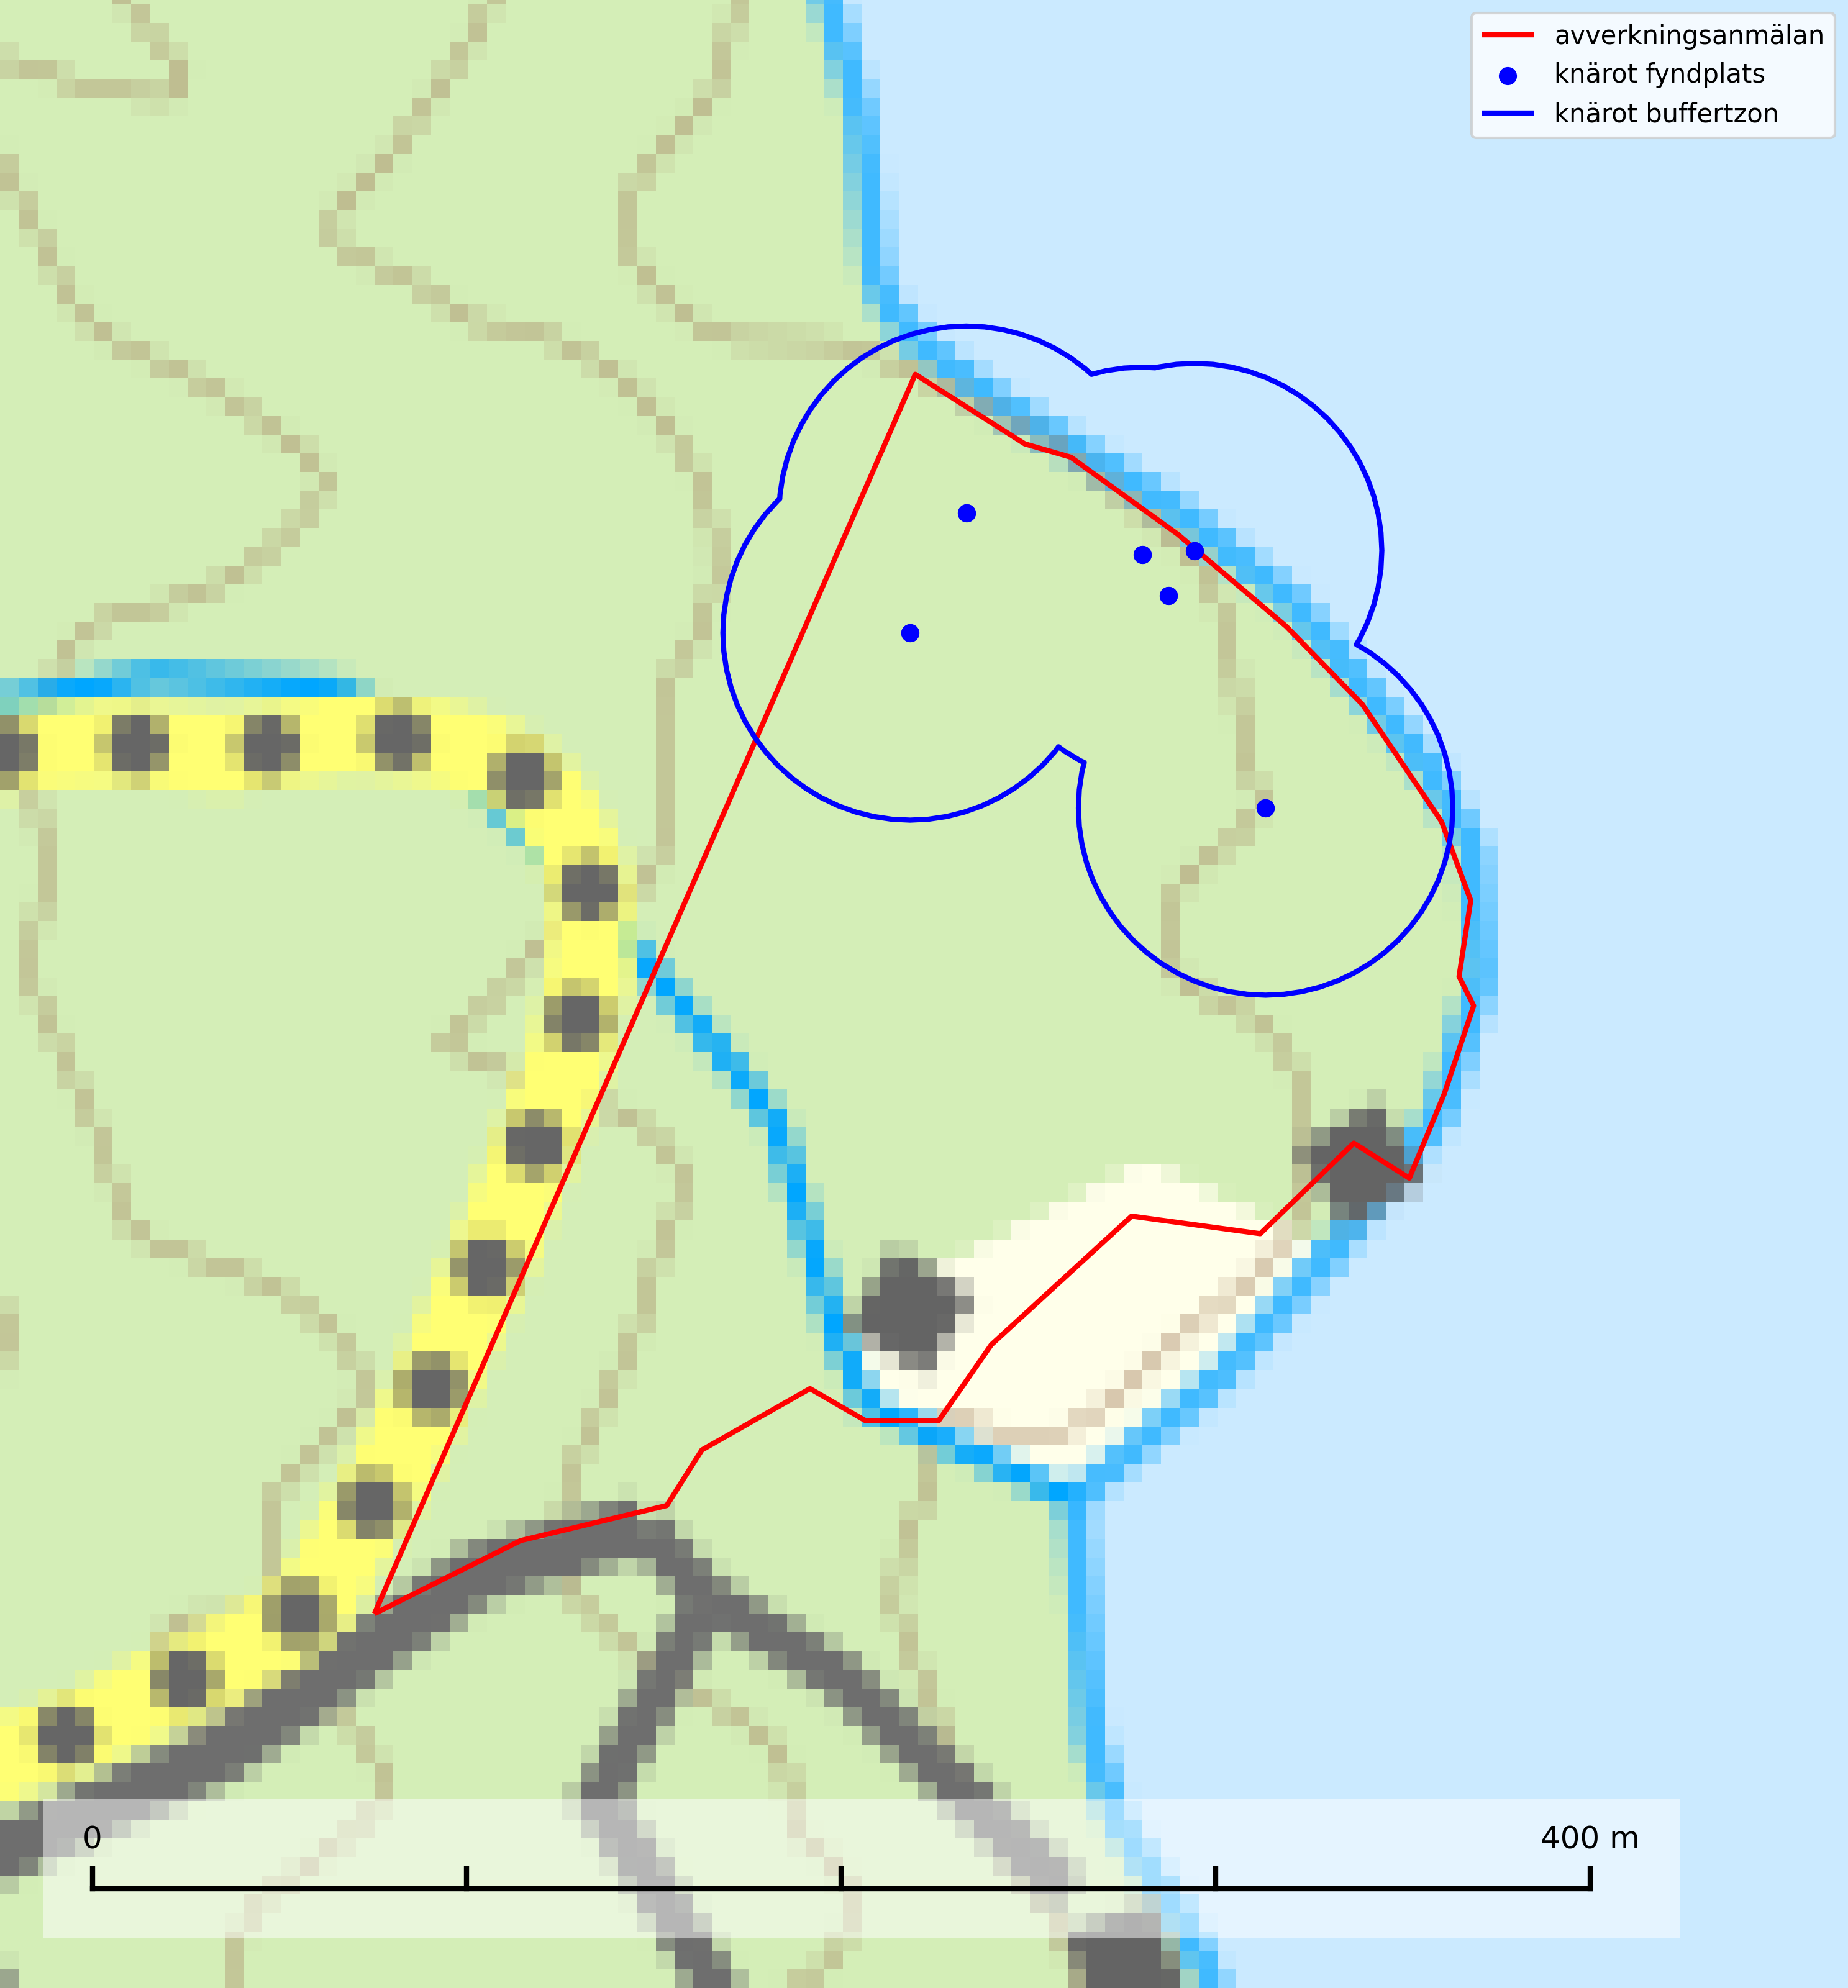 avverkningsanmälan
knärot fyndplats
knärot buffertzon
0
400 m